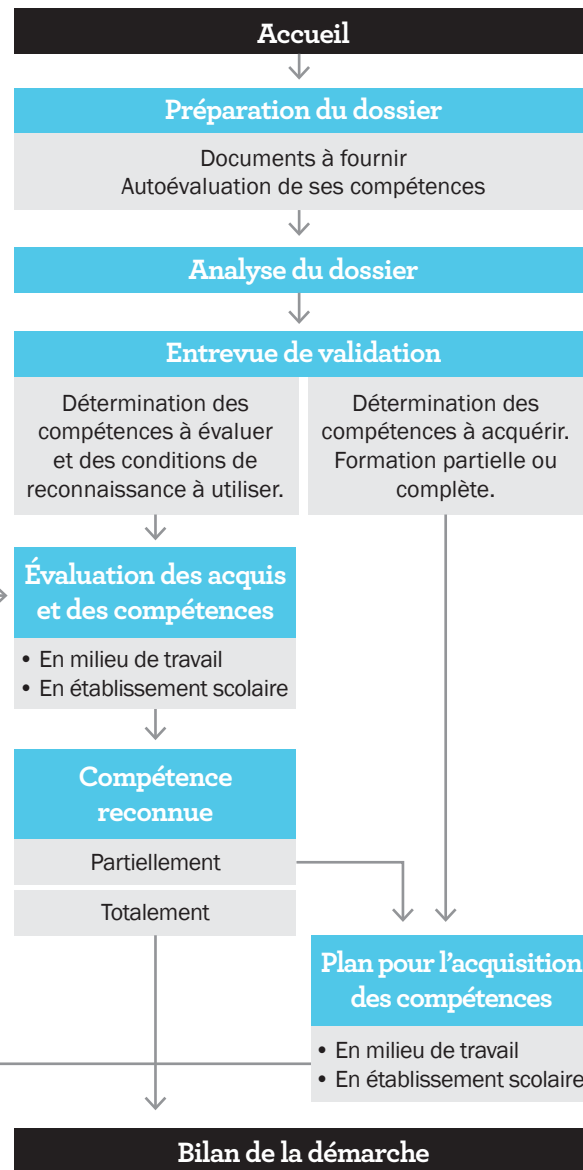 Accueil
Préparation du dossier
Documents à fournir
Autoévaluation de ses compétences
Analyse du dossier
Entrevue de validation
Détermination des
compétences à évaluer
et des conditions de
reconnaissance à utiliser.
Détermination des
compétences à acquérir.
Formation partielle ou
complète.
Évaluation des acquis
et des compétences
• En milieu de travail
• En établissement scolaire
Compétence
reconnue
Partiellement
Totalement
Plan pour l’acquisition
des compétences
• En milieu de travail
• En établissement scolaire
Bilan de la démarche